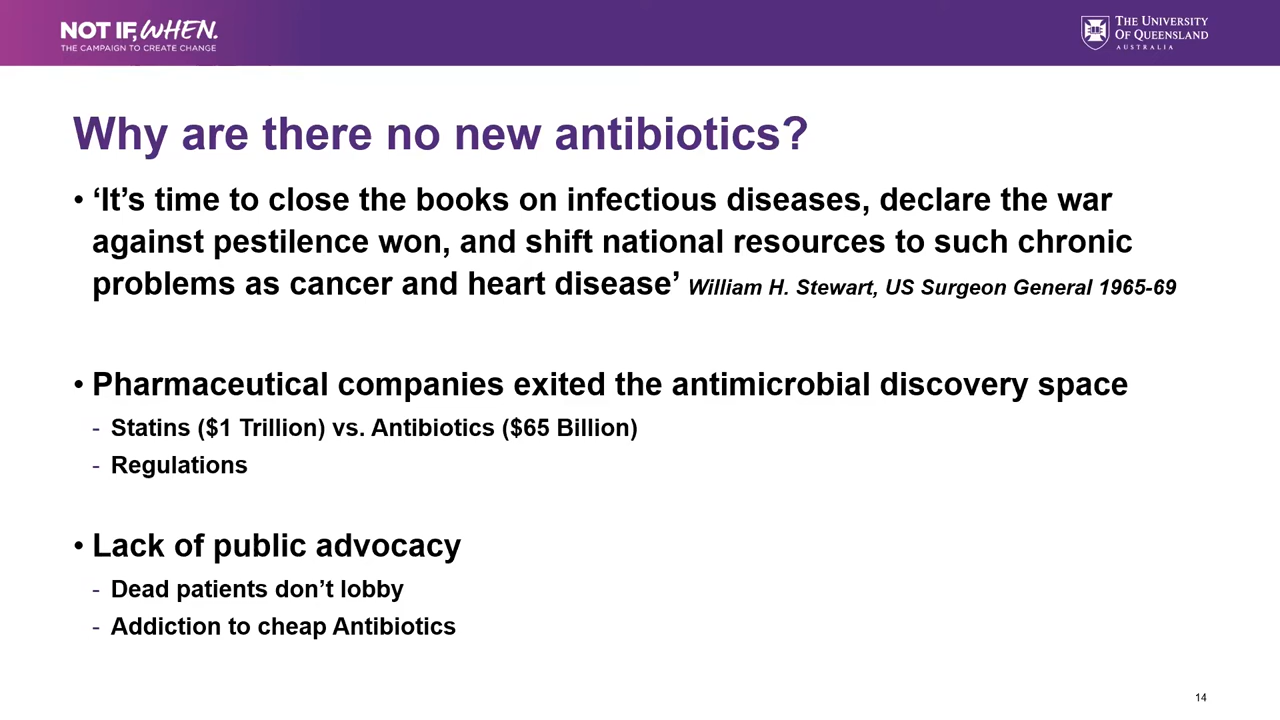 NOT IF, WHEN.
THE CAMPAIGN TO CREATE CHANGE
THE UNIVERSITY
OF QUEENSLAND
AUSTRALIA
Why are there no new antibiotics?
• ‘It’s time to close the books on infectious diseases, declare the war
against pestilence won, and shift national resources to such chronic
problems as cancer and heart disease’ William H. Stewart, US Surgeon General 1965-69
• Pharmaceutical companies exited the antimicrobial discovery space
- Statins ($1 Trillion) vs. Antibiotics ($65 Billion)
- Regulations
• Lack of public advocacy
- Dead patients don’t lobby
- Addiction to cheap Antibiotics
14